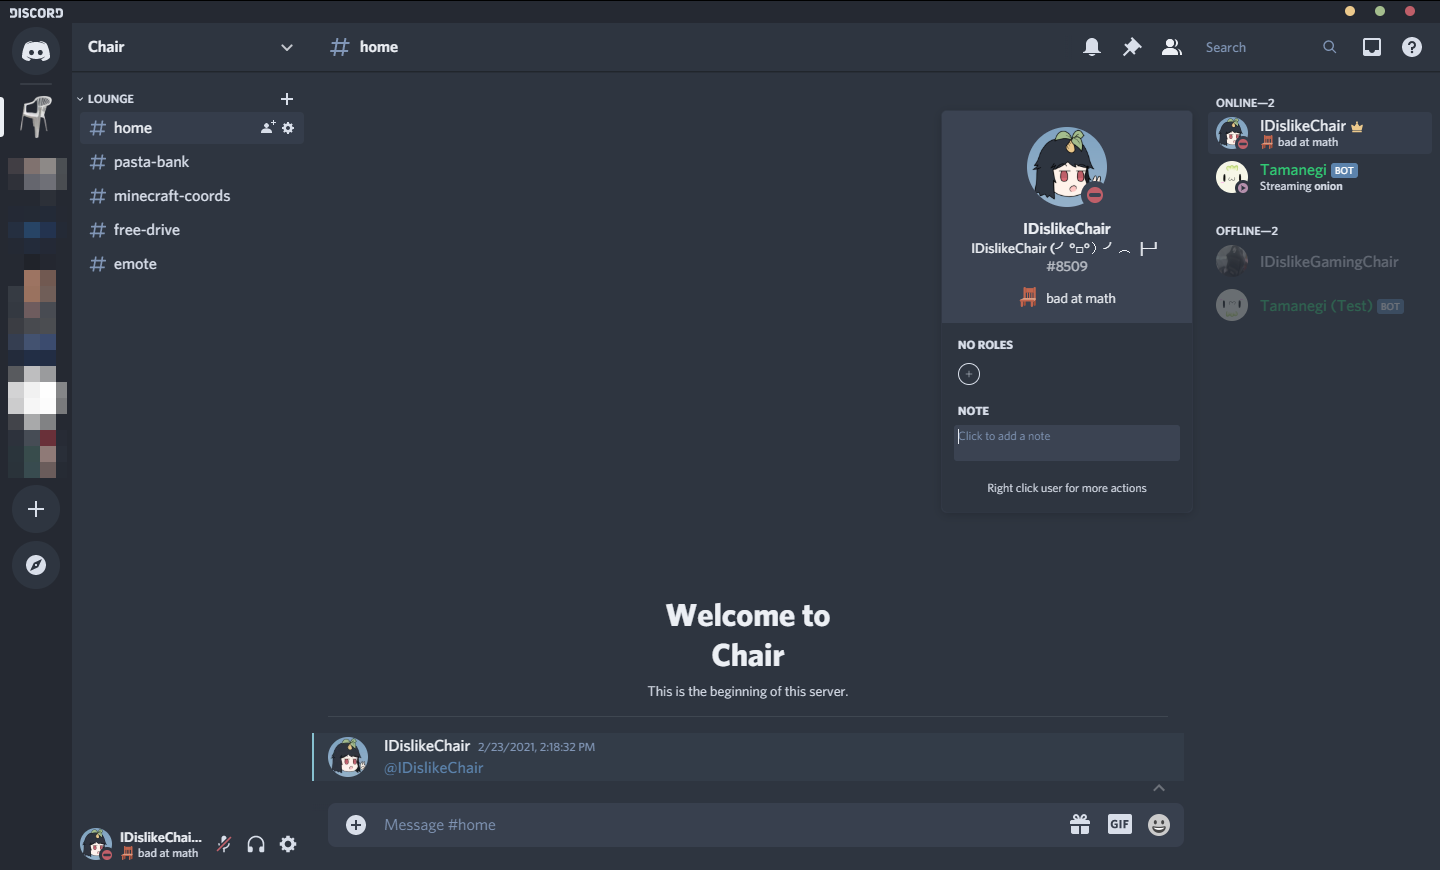 DISCORD
Chair
home
Search
LOUNGE
home
pasta-bank
minecraft-coords
free-drive
emote
IDislikeChair
IDislikeChair (╯°□°）╯︵ ┣┛
#8509
bad at math
NO ROLES
NOTE
Click to add a note
Right click user for more actions
ONLINE—2
IDislikeChair
bad at math
Tamanegi BOT
Streaming onion
OFFLINE—2
IDislikeGamingChair
Tamanegi (Test) BOT
Welcome to
Chair
This is the beginning of this server.
IDislikeChair 2/23/2021, 2:18:32 PM
@IDislikeChair
Message #home
GIF
IDislikeChai...
bad at math